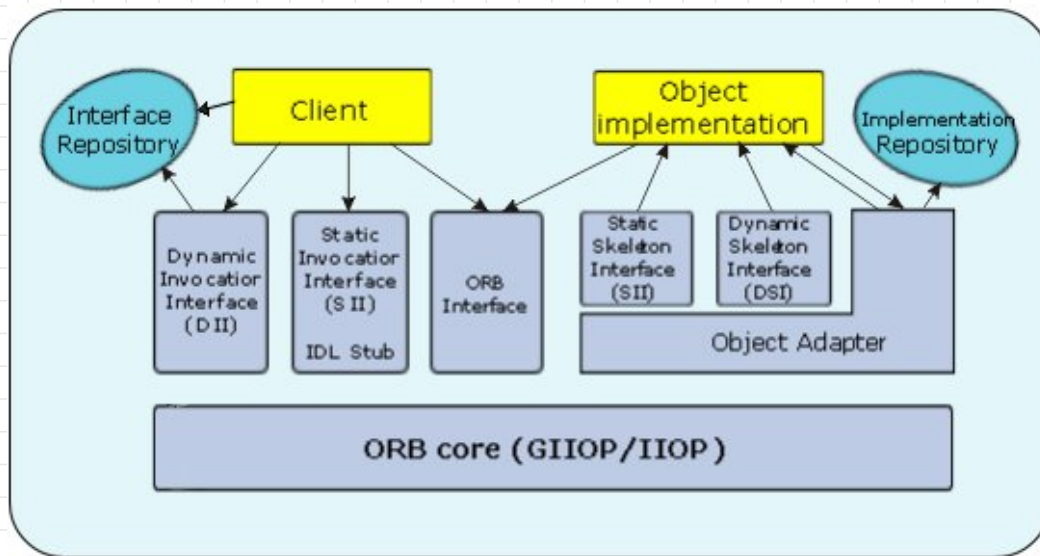 Interface
Repository
Client
Object
implementation
Implementation
Repository
Dynamic
Invocatior
Interface
(DII)
Static
Invocatior
Interface
(SII)
IDL Stub
ORB
Interface
Static
Skeleton
Interface
(SII)
Dynamic
Skeleton
Interface
(DSI)
Object Adapter
ORB core (GIIOP/IIOP)